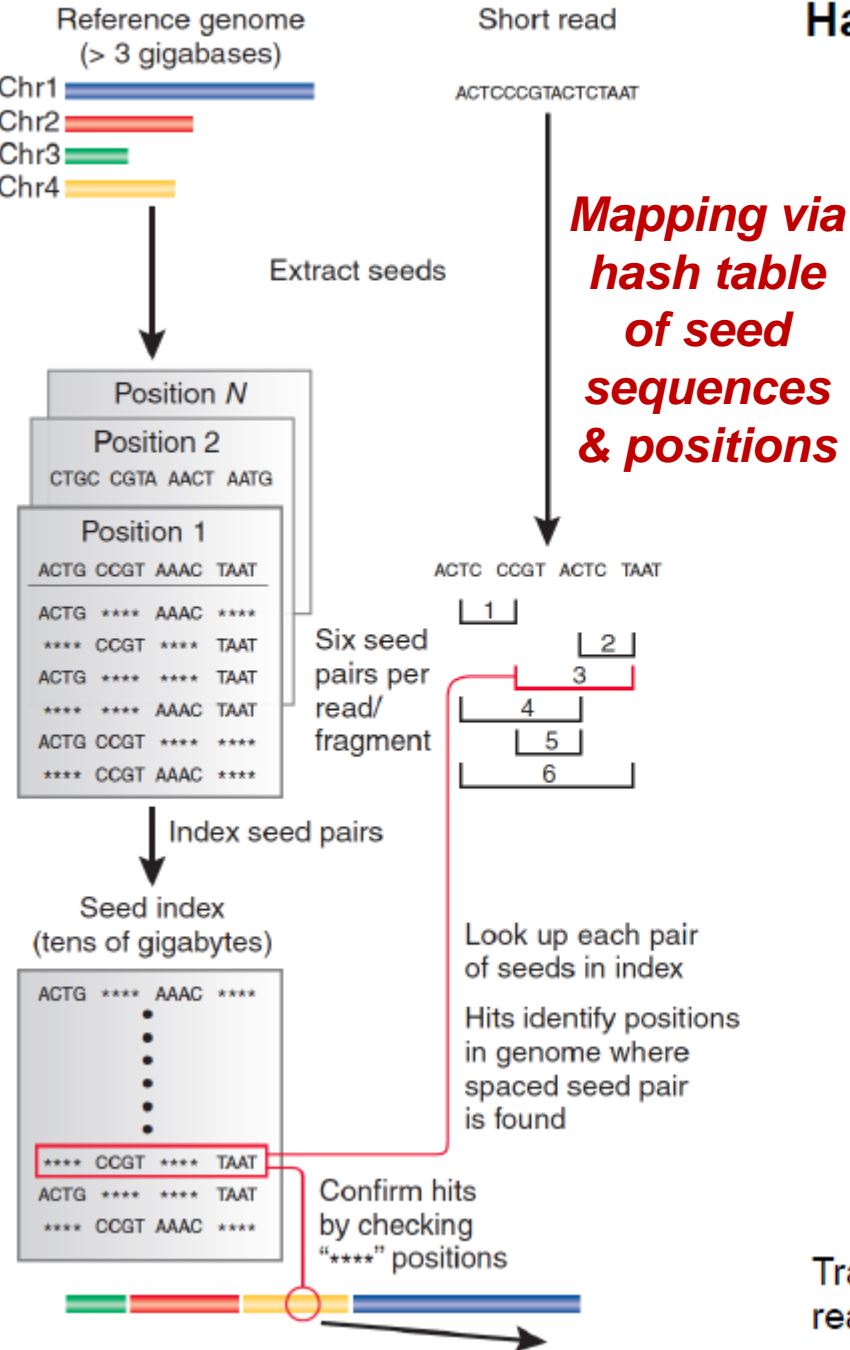 Reference genome
(> 3 gigabases)
Chr1
Chr2
Chr3
Chr4
Short read
ACTCCCGTACTCTAAT
Extract seeds
Mapping via
hash table
of seed
sequences
& positions
Position N
Position 2
CTGC CGTA AACT AATG
Position 1
ACTG CCGT AAAC TAAT
ACTG **** AAAC ****
**** CCGT **** TAAT
ACTG **** **** TAAT
**** **** AAAC TAAT
ACTG CCGT **** ****
**** CCGT AAAC ****
Six seed
pairs per
read/
fragment
ACTC CCGT ACTC TAAT
1
2
3
4
5
6
Index seed pairs
Seed index
(tens of gigabytes)
ACTG **** AAAC ****
**** CCGT **** TAAT
ACTG **** **** TAAT
**** CCGT AAAC ****
Look up each pair
of seeds in index
Hits identify positions
in genome where
spaced seed pair
is found
Confirm hits
by checking
"****" positions